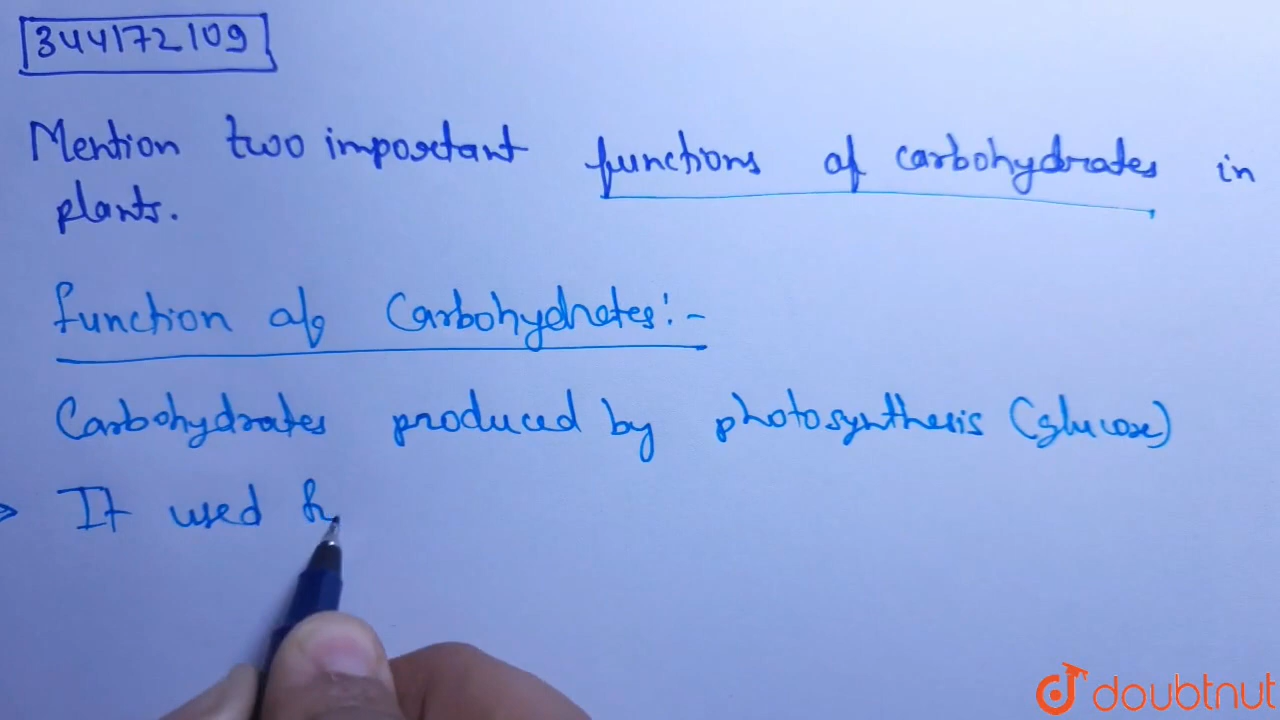 344172109
Mention two important functions of carbohydrates in
plants.
function of Carbohydrates:-
Carbohydrates produced by photosynthesis (glucose)
It used
doubtnut